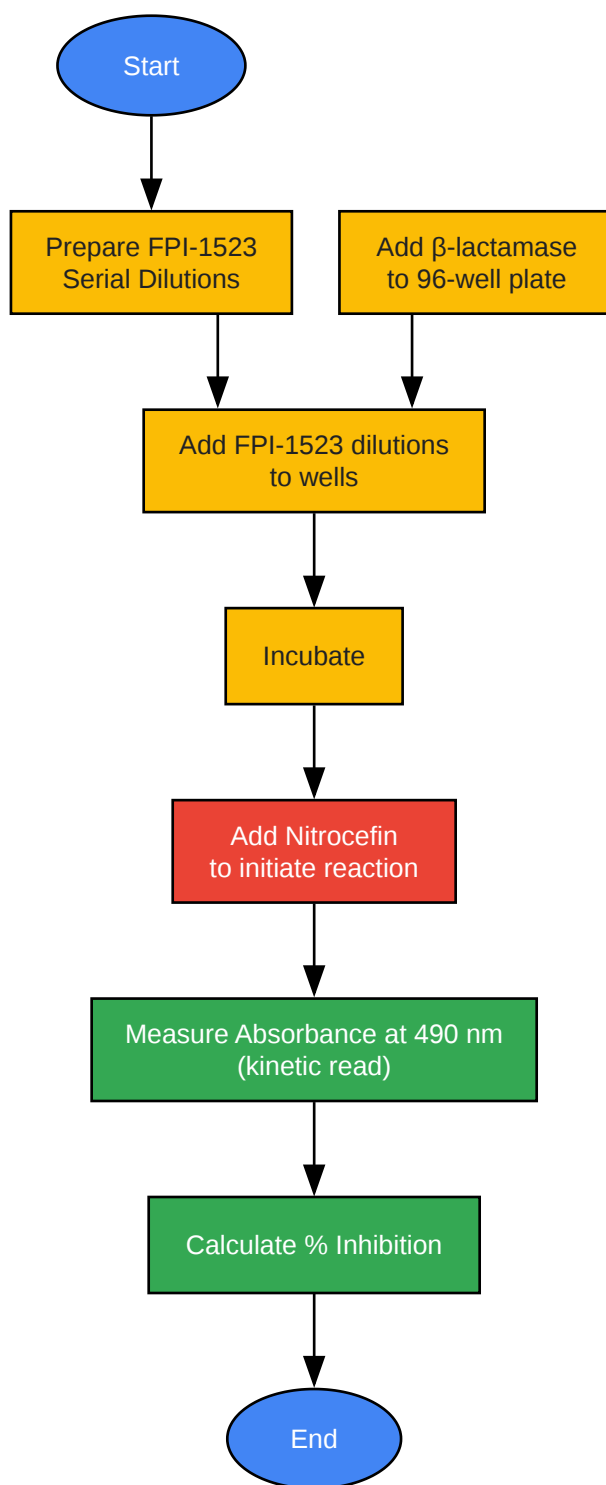 Start
Prepare FPI-1523
Serial Dilutions
Add β-lactamase
to 96-well plate
Add FPI-1523 dilutions
to wells
Incubate
Add Nitrocefin
to initiate reaction
Measure Absorbance at 490 nm
(kinetic read)
Calculate % Inhibition
End